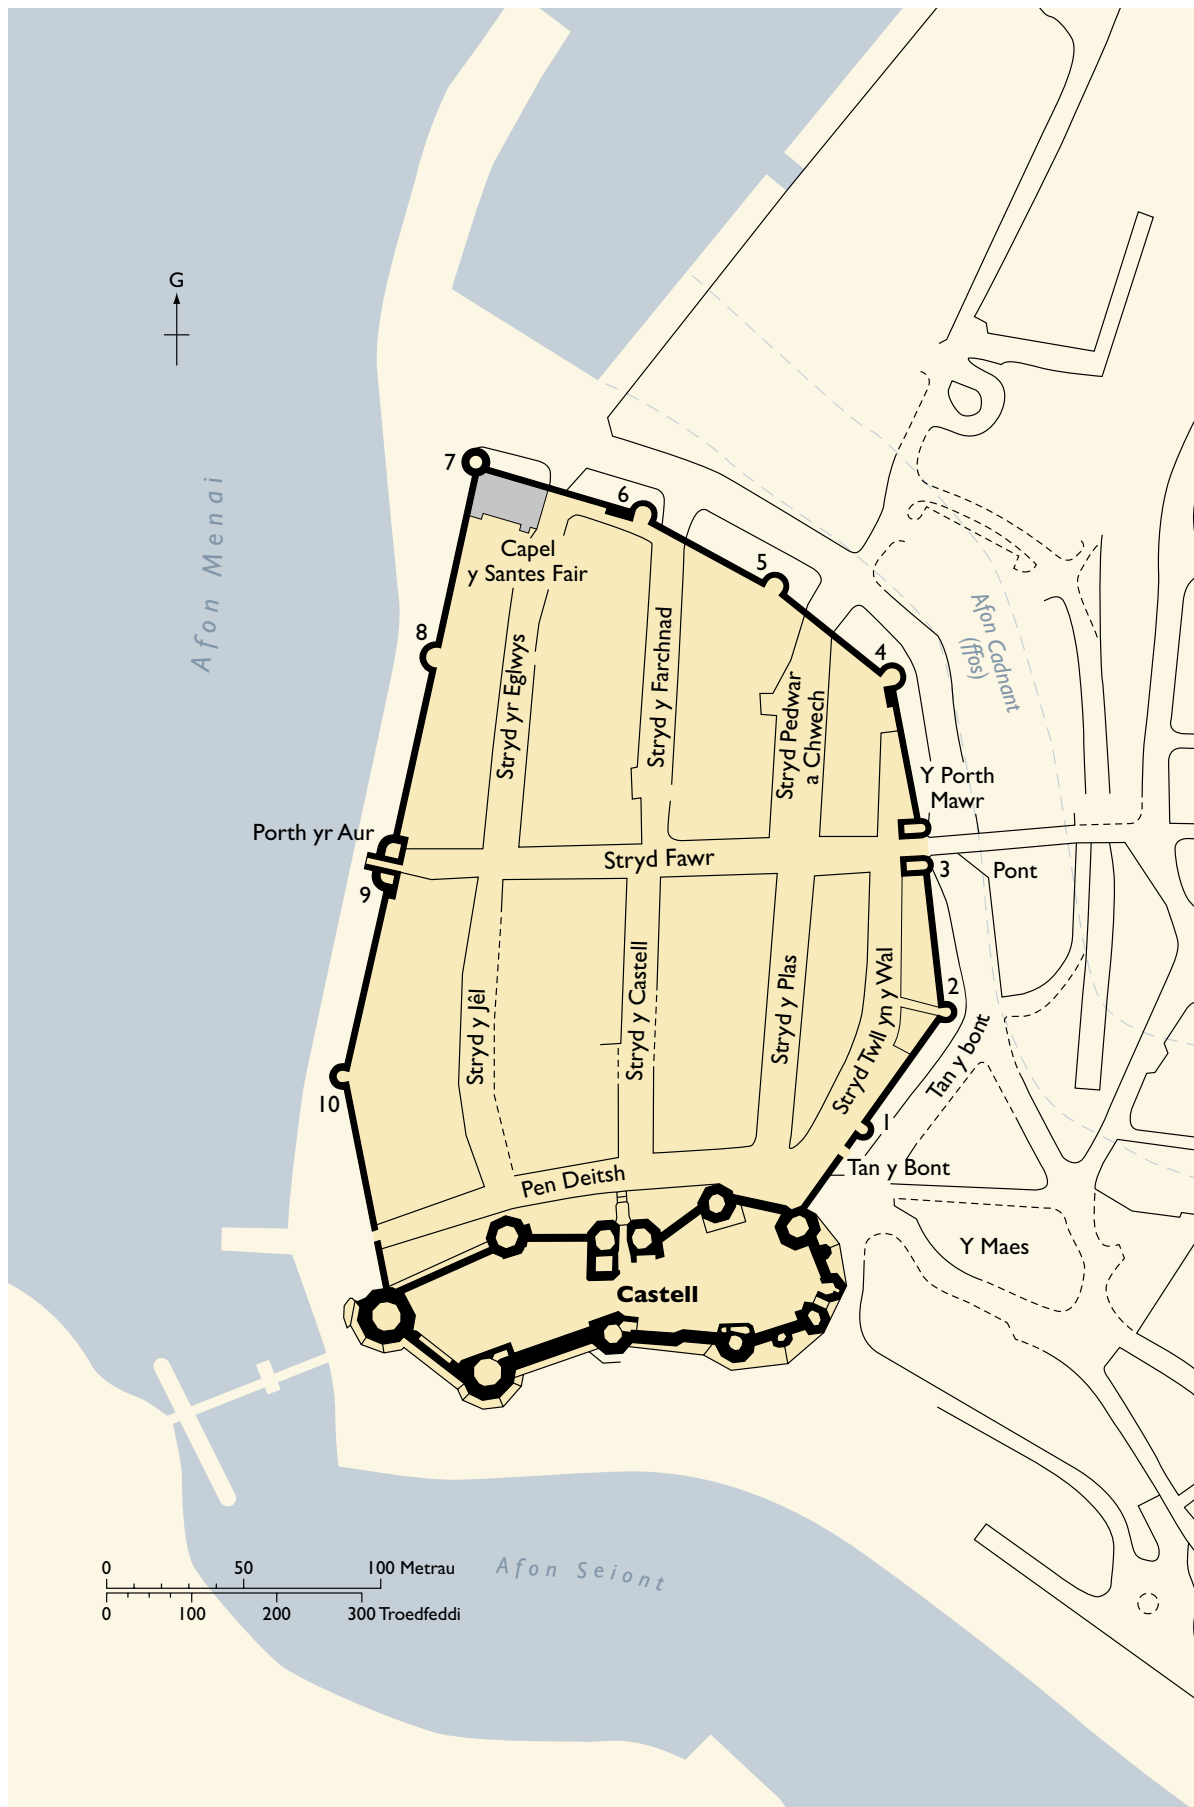 G
Afon Menai
7
6
5
4
Capel
y Santes Fair
Afon Cadnant
(ffos)
8
Stryd yr Eglwys
Stryd y Farchnad
Stryd Pedwar
a Chwech
Y Porth
Mawr
Porth yr Aur
Stryd Fawr
3
Pont
9
Stryd y Jêl
Stryd y Castell
Stryd y Plas
Stryd Twll yn y Wal
2
Tan y bont
10
1
Tan y Bont
Pen Deitsh
Y Maes
Castell
0 50 100 Metrau
0 100 200 300 Troedfeddi
Afon Seiont